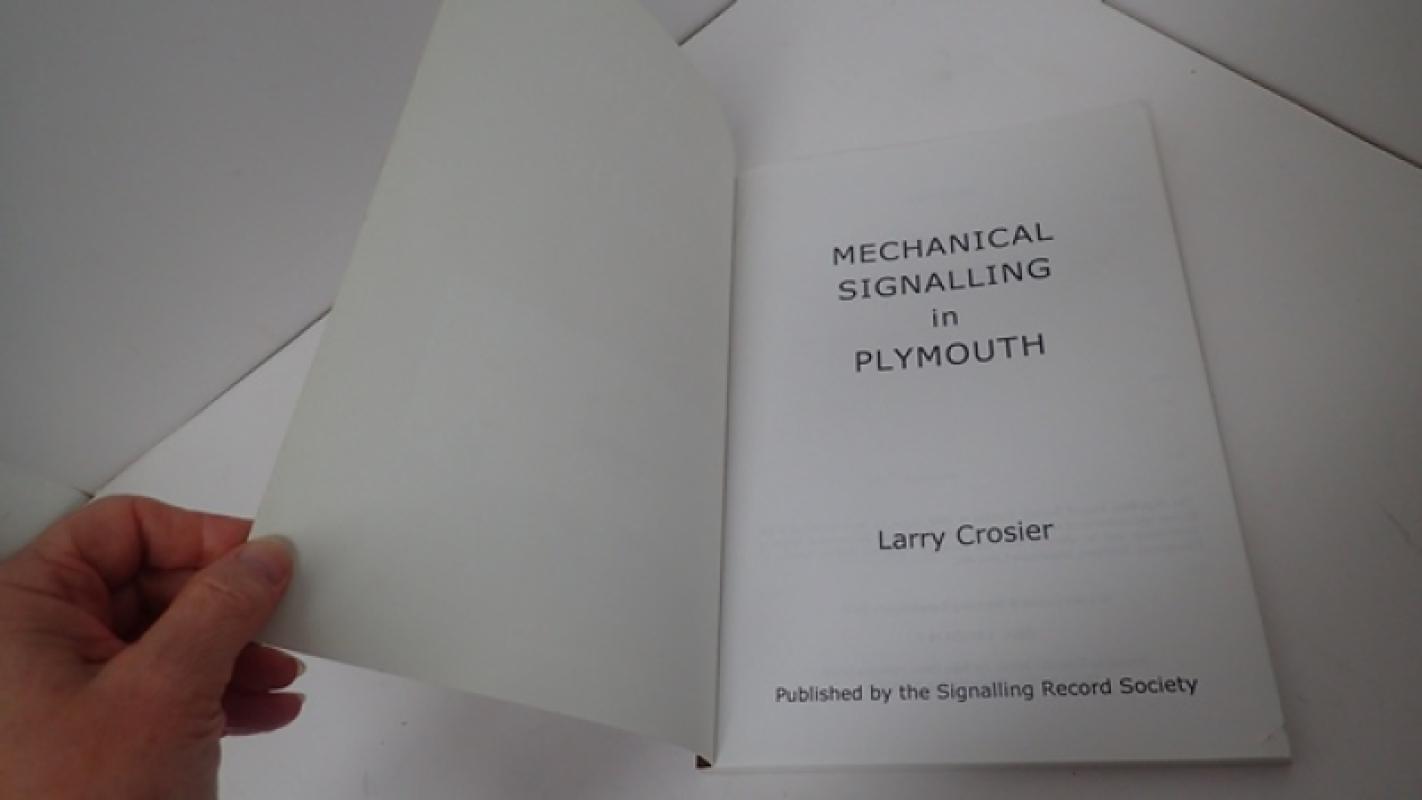 MECHANICAL
SIGNALLING
in
PLYMOUTH
Larry Crosier
Published by the Signalling Record Society